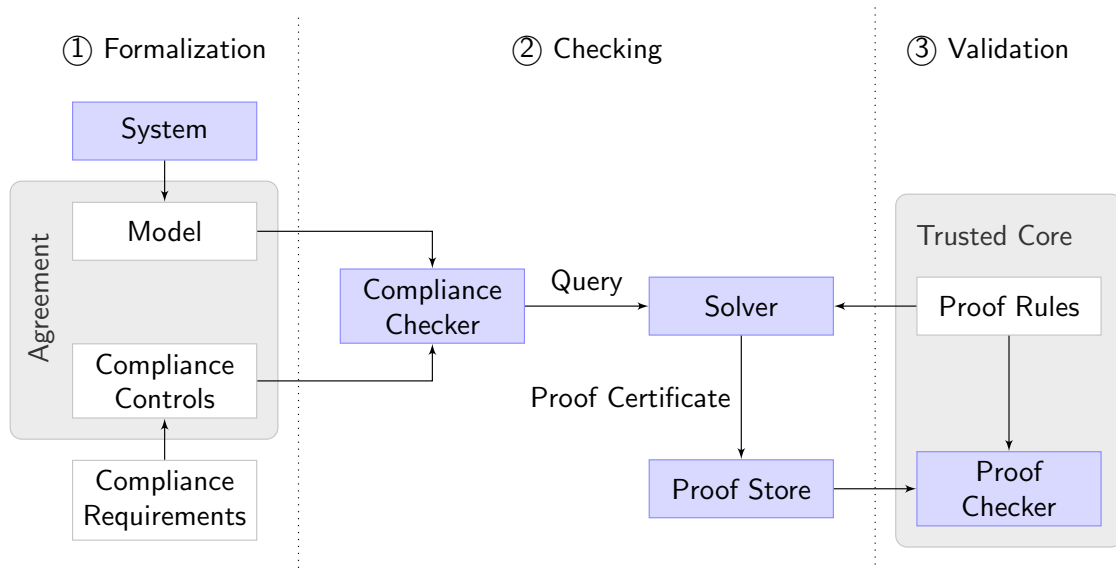 ① Formalization
② Checking
③ Validation
System
Agreement
Model
Compliance
Controls
Compliance
Requirements
Compliance
Checker
Query
Solver
Proof Certificate
Proof Store
Trusted Core
Proof Rules
Proof
Checker